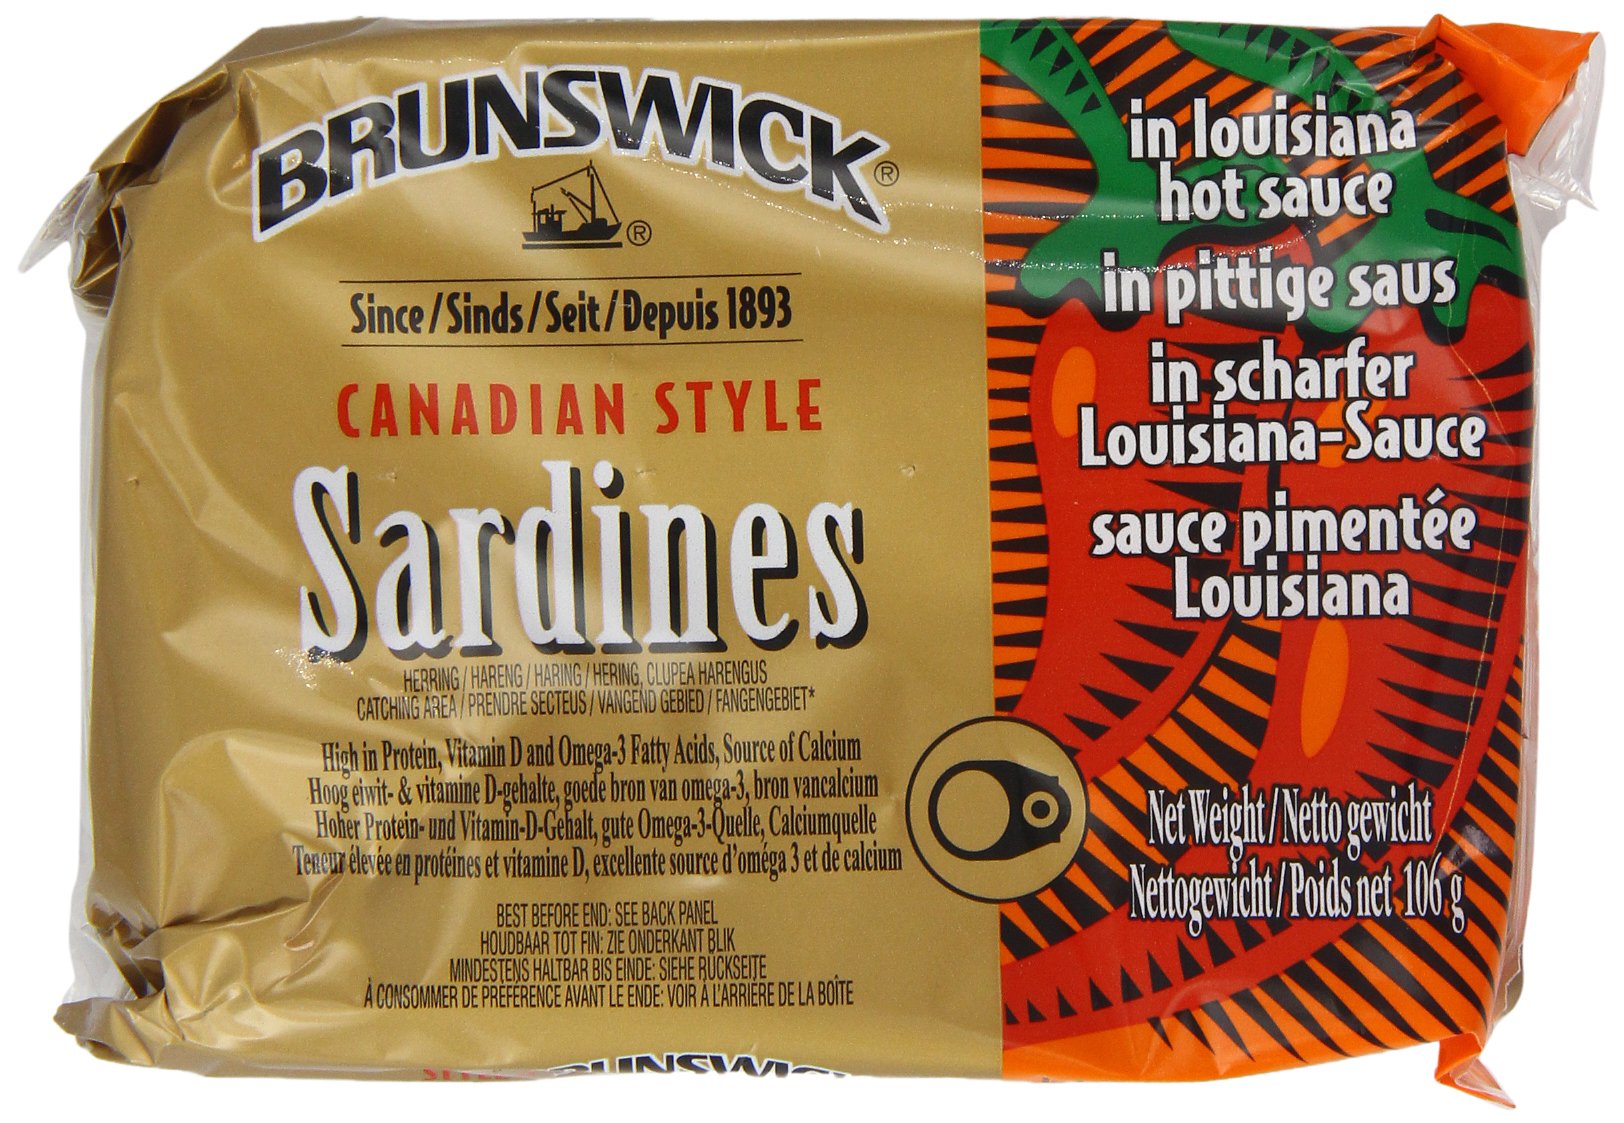 BRUNSWICK®
®
Since / Sinds / Seit / Depuis 1893
CANADIAN STYLE
Sardines
HERRING / HARENG / HARING / HERING, CLUPEA HARENGUS
CATCHING AREA / PRENDRE SECTEUS / VANGEND GEBIED / FANGENGEBIET*
High in Protein, Vitamin D and Omega-3 Fatty Acids, Source of Calcium
Hoog eiwit- & vitamine D-gehalte, goede bron van omega-3, bron vancalcium
Hoher Protein- und Vitamin-D-Gehalt, gute Omega-3-Quelle, Calciumquelle
Teneur élevée en protéines et vitamine D, excellente source d'oméga 3 et de calcium
BEST BEFORE END: SEE BACK PANEL
HOUDBAAR TOT FIN: ZIE ONDERKANT BLIK
MINDESTENS HALTBAR BIS EINDE: SIEHE RÜCKSEITE
À CONSOMMER DE PRÉFÉRENCE AVANT LE ENDE: VOIR À L'ARRIÈRE DE LA BOÎTE
STYLE BRUNSWICK
in louisiana
hot sauce
in pittige saus
in scharfer
Louisiana-Sauce
sauce pimentée
Louisiana
Net Weight / Netto gewicht
Nettogewicht / Poids net 106 g